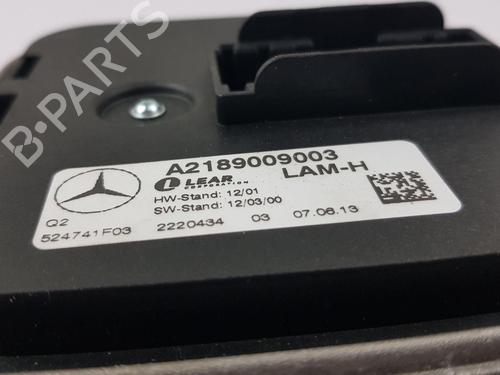 B-PARTS
A2189009003
LEAR
CORPORATION
LAM-H
HW-Stand: 12/01
SW-Stand: 12/03/00
Q2
524741F03 2220434 03 07.06.13